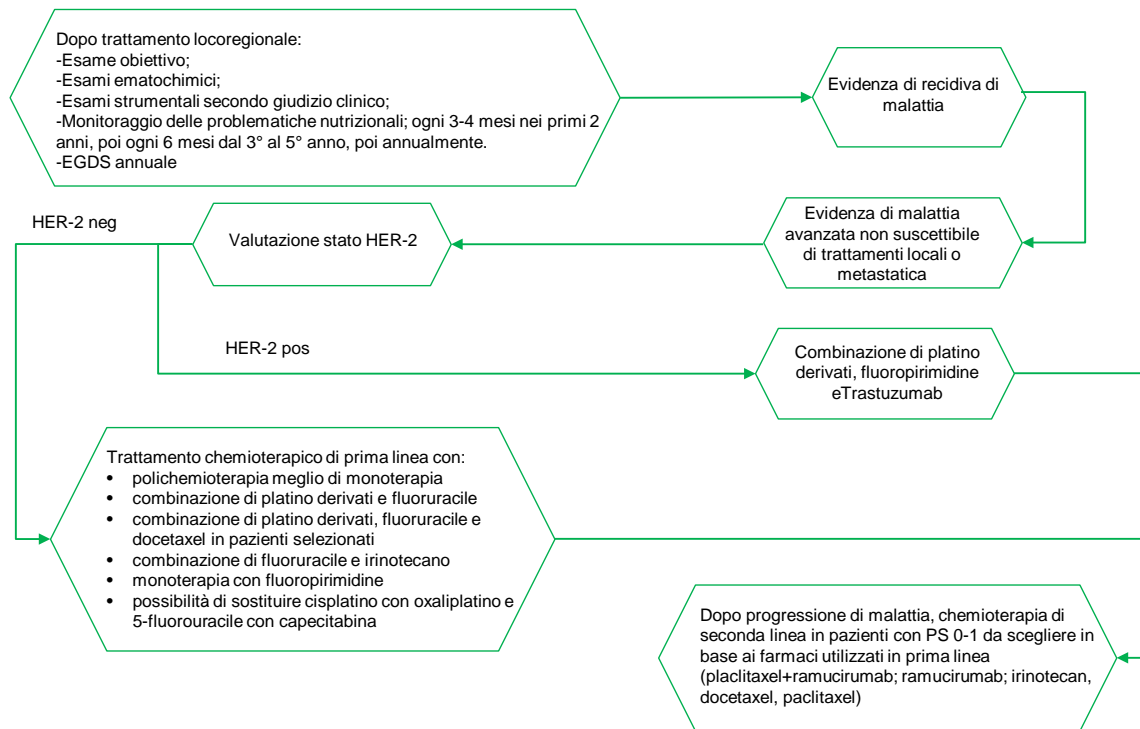 Dopo trattamento locoregionale:
-Esame obiettivo;
-Esami ematochimici;
-Esami strumentali secondo giudizio clinico;
-Monitoraggio delle problematiche nutrizionali; ogni 3-4 mesi nei primi 2
anni, poi ogni 6 mesi dal 3° al 5° anno, poi annualmente.
-EGDS annuale
Evidenza di recidiva di
malattia
HER-2 neg
Valutazione stato HER-2
Evidenza di malattia
avanzata non suscettibile
di trattamenti locali o
metastatica
HER-2 pos
Combinazione di platino
derivati, fluoropirimidine
eTrastuzumab
Trattamento chemioterapico di prima linea con:
• polichemioterapia meglio di monoterapia
• combinazione di platino derivati e fluoruracile
• combinazione di platino derivati, fluoruracile e
docetaxel in pazienti selezionati
• combinazione di fluoruracile e irinotecano
• monoterapia con fluoropirimidine
• possibilità di sostituire cisplatino con oxaliplatino e
5-fluorouracile con capecitabina
Dopo progressione di malattia, chemioterapia di
seconda linea in pazienti con PS 0-1 da scegliere in
base ai farmaci utilizzati in prima linea
(placlitaxel+ramucirumab; ramucirumab; irinotecan,
docetaxel, paclitaxel)